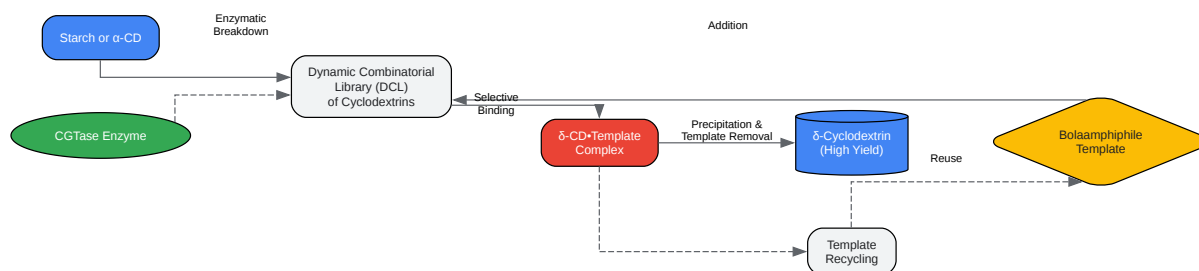 Enzymatic
Breakdown
Addition
Starch or α-CD
Dynamic Combinatorial
Library (DCL)
of Cyclodextrins
Selective
Binding
CGTase Enzyme
δ-CD•Template
Complex
Precipitation &
Template Removal
δ-Cyclodextrin
(High Yield)
Bolaamphiphile
Template
Reuse
Template
Recycling